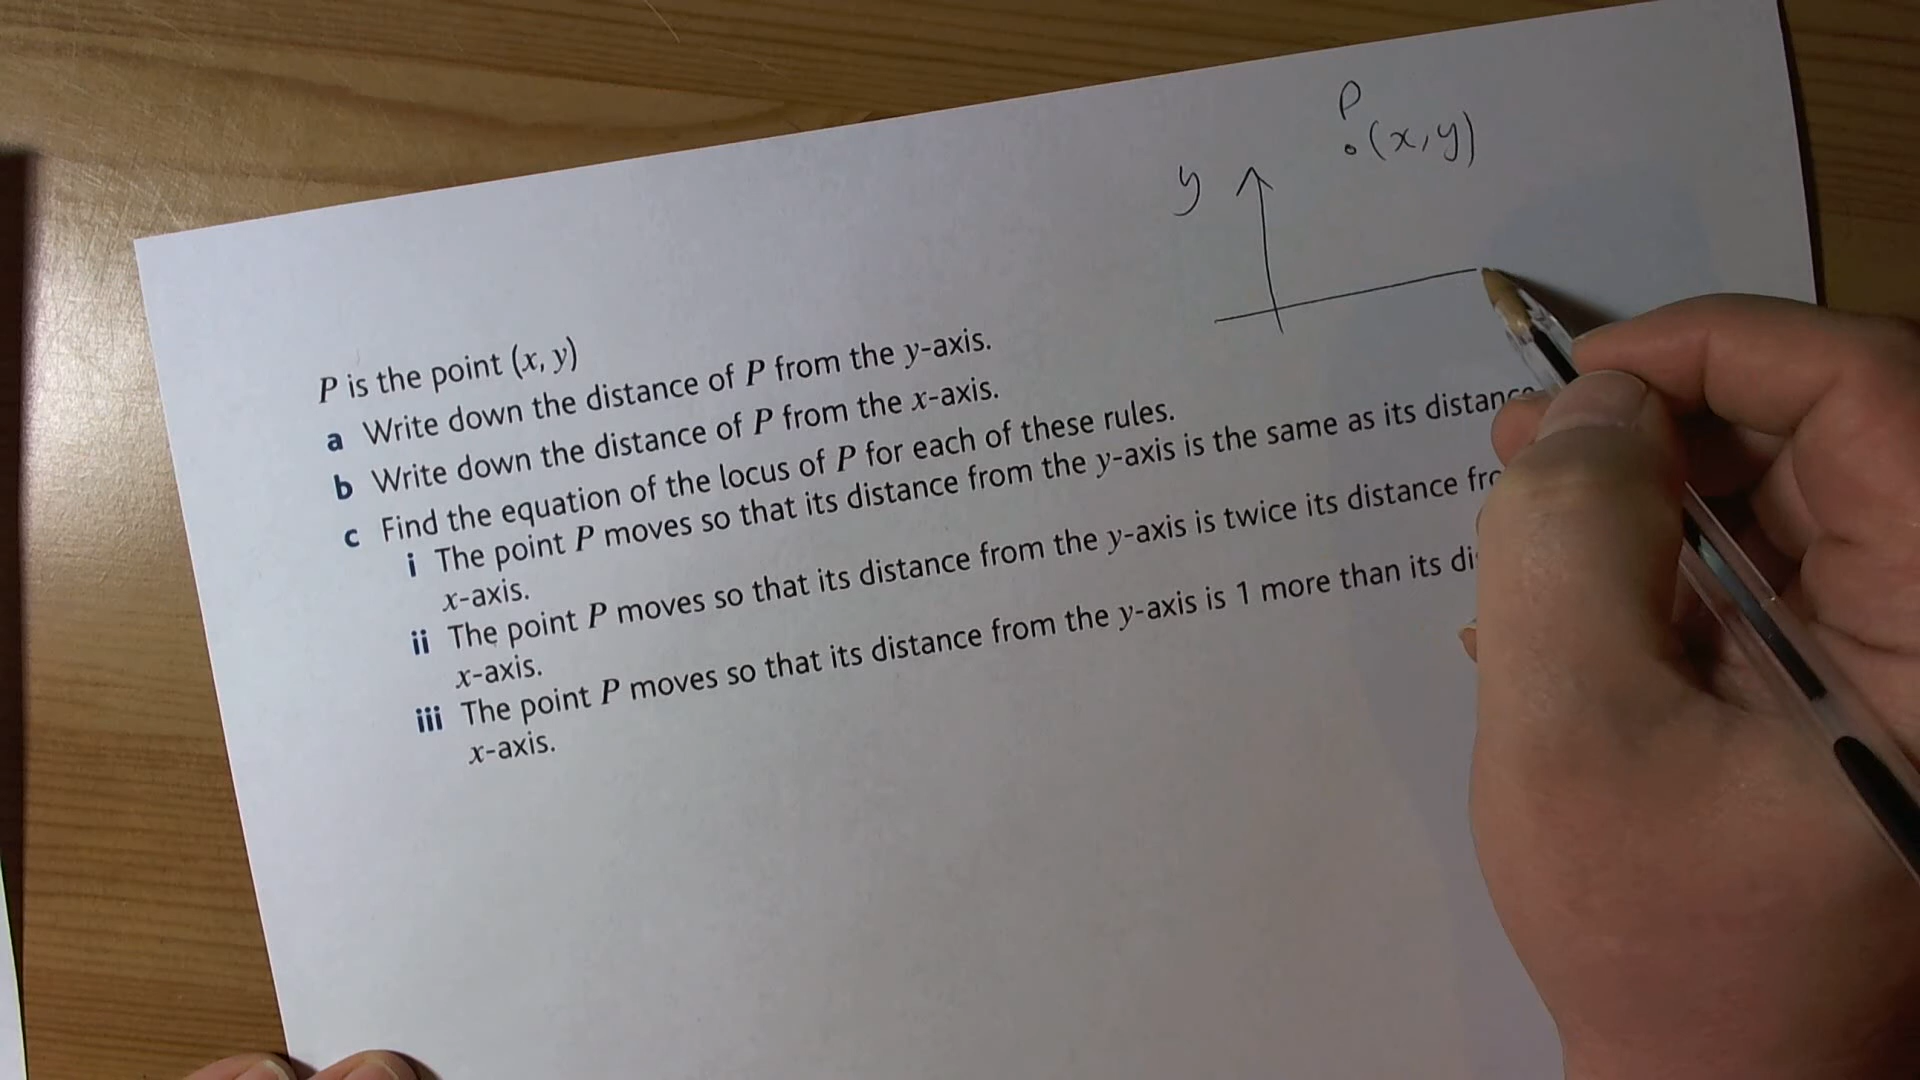 P
(x, y)
y
P is the point (x, y)
a Write down the distance of P from the y-axis.
b Write down the distance of P from the x-axis.
c Find the equation of the locus of P for each of these rules.
i The point P moves so that its distance from the y-axis is the same as its distance
x-axis.
ii The point P moves so that its distance from the y-axis is twice its distance
x-axis.
iii The point P moves so that its distance from the y-axis is 1 more than its
x-axis.